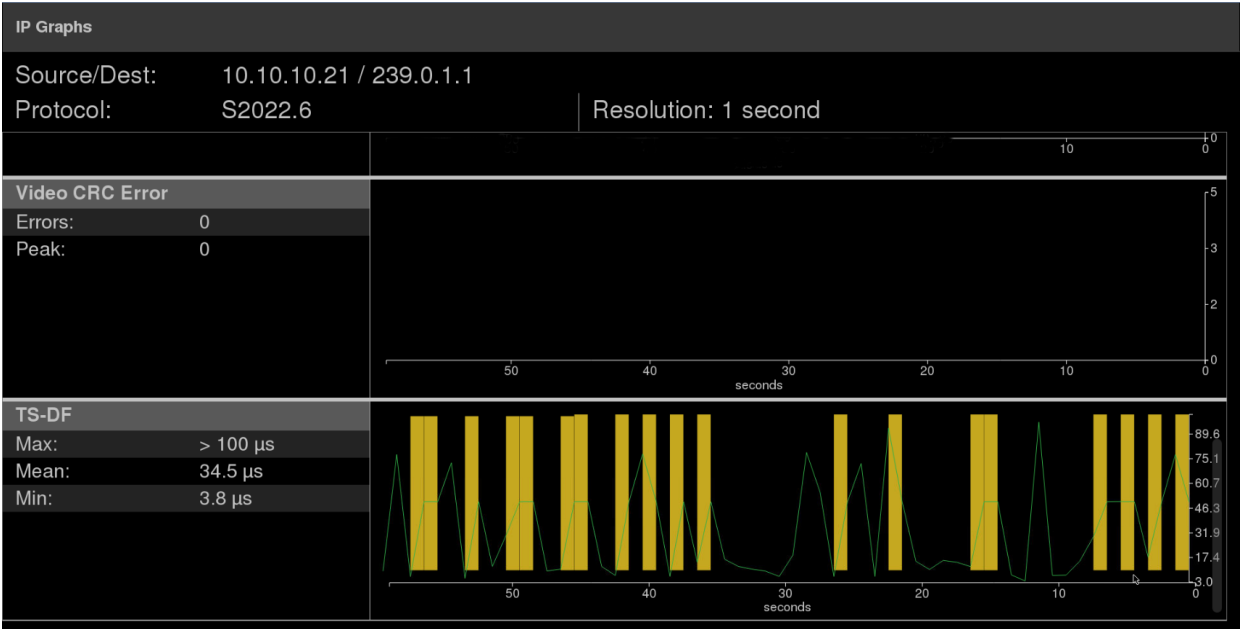 IP Graphs
Source/Dest: 10.10.10.21 / 239.0.1.1
Protocol: S2022.6 Resolution: 1 second
0
10 0
Video CRC Error
Errors: 0
Peak: 0
5
3
2
0
50 40 30 20 10 0
seconds
TS-DF
Max: > 100 µs
Mean: 34.5 µs
Min: 3.8 µs
89.6
75.1
60.7
46.3
31.9
17.4
3.0
50 40 30 20 10 0
seconds